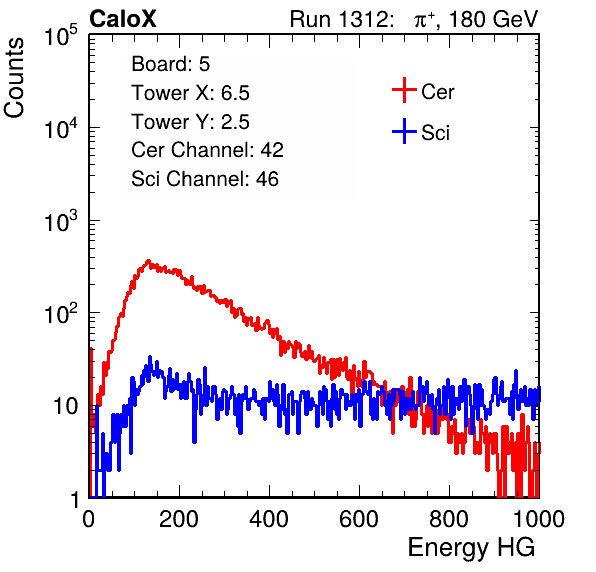 CaloX Run 1312: π⁺, 180 GeV
Counts
10⁵
10⁴
10³
10²
10
1
Board: 5
Tower X: 6.5
Tower Y: 2.5
Cer Channel: 42
Sci Channel: 46
Cer
Sci
0 200 400 600 800 1000
Energy HG